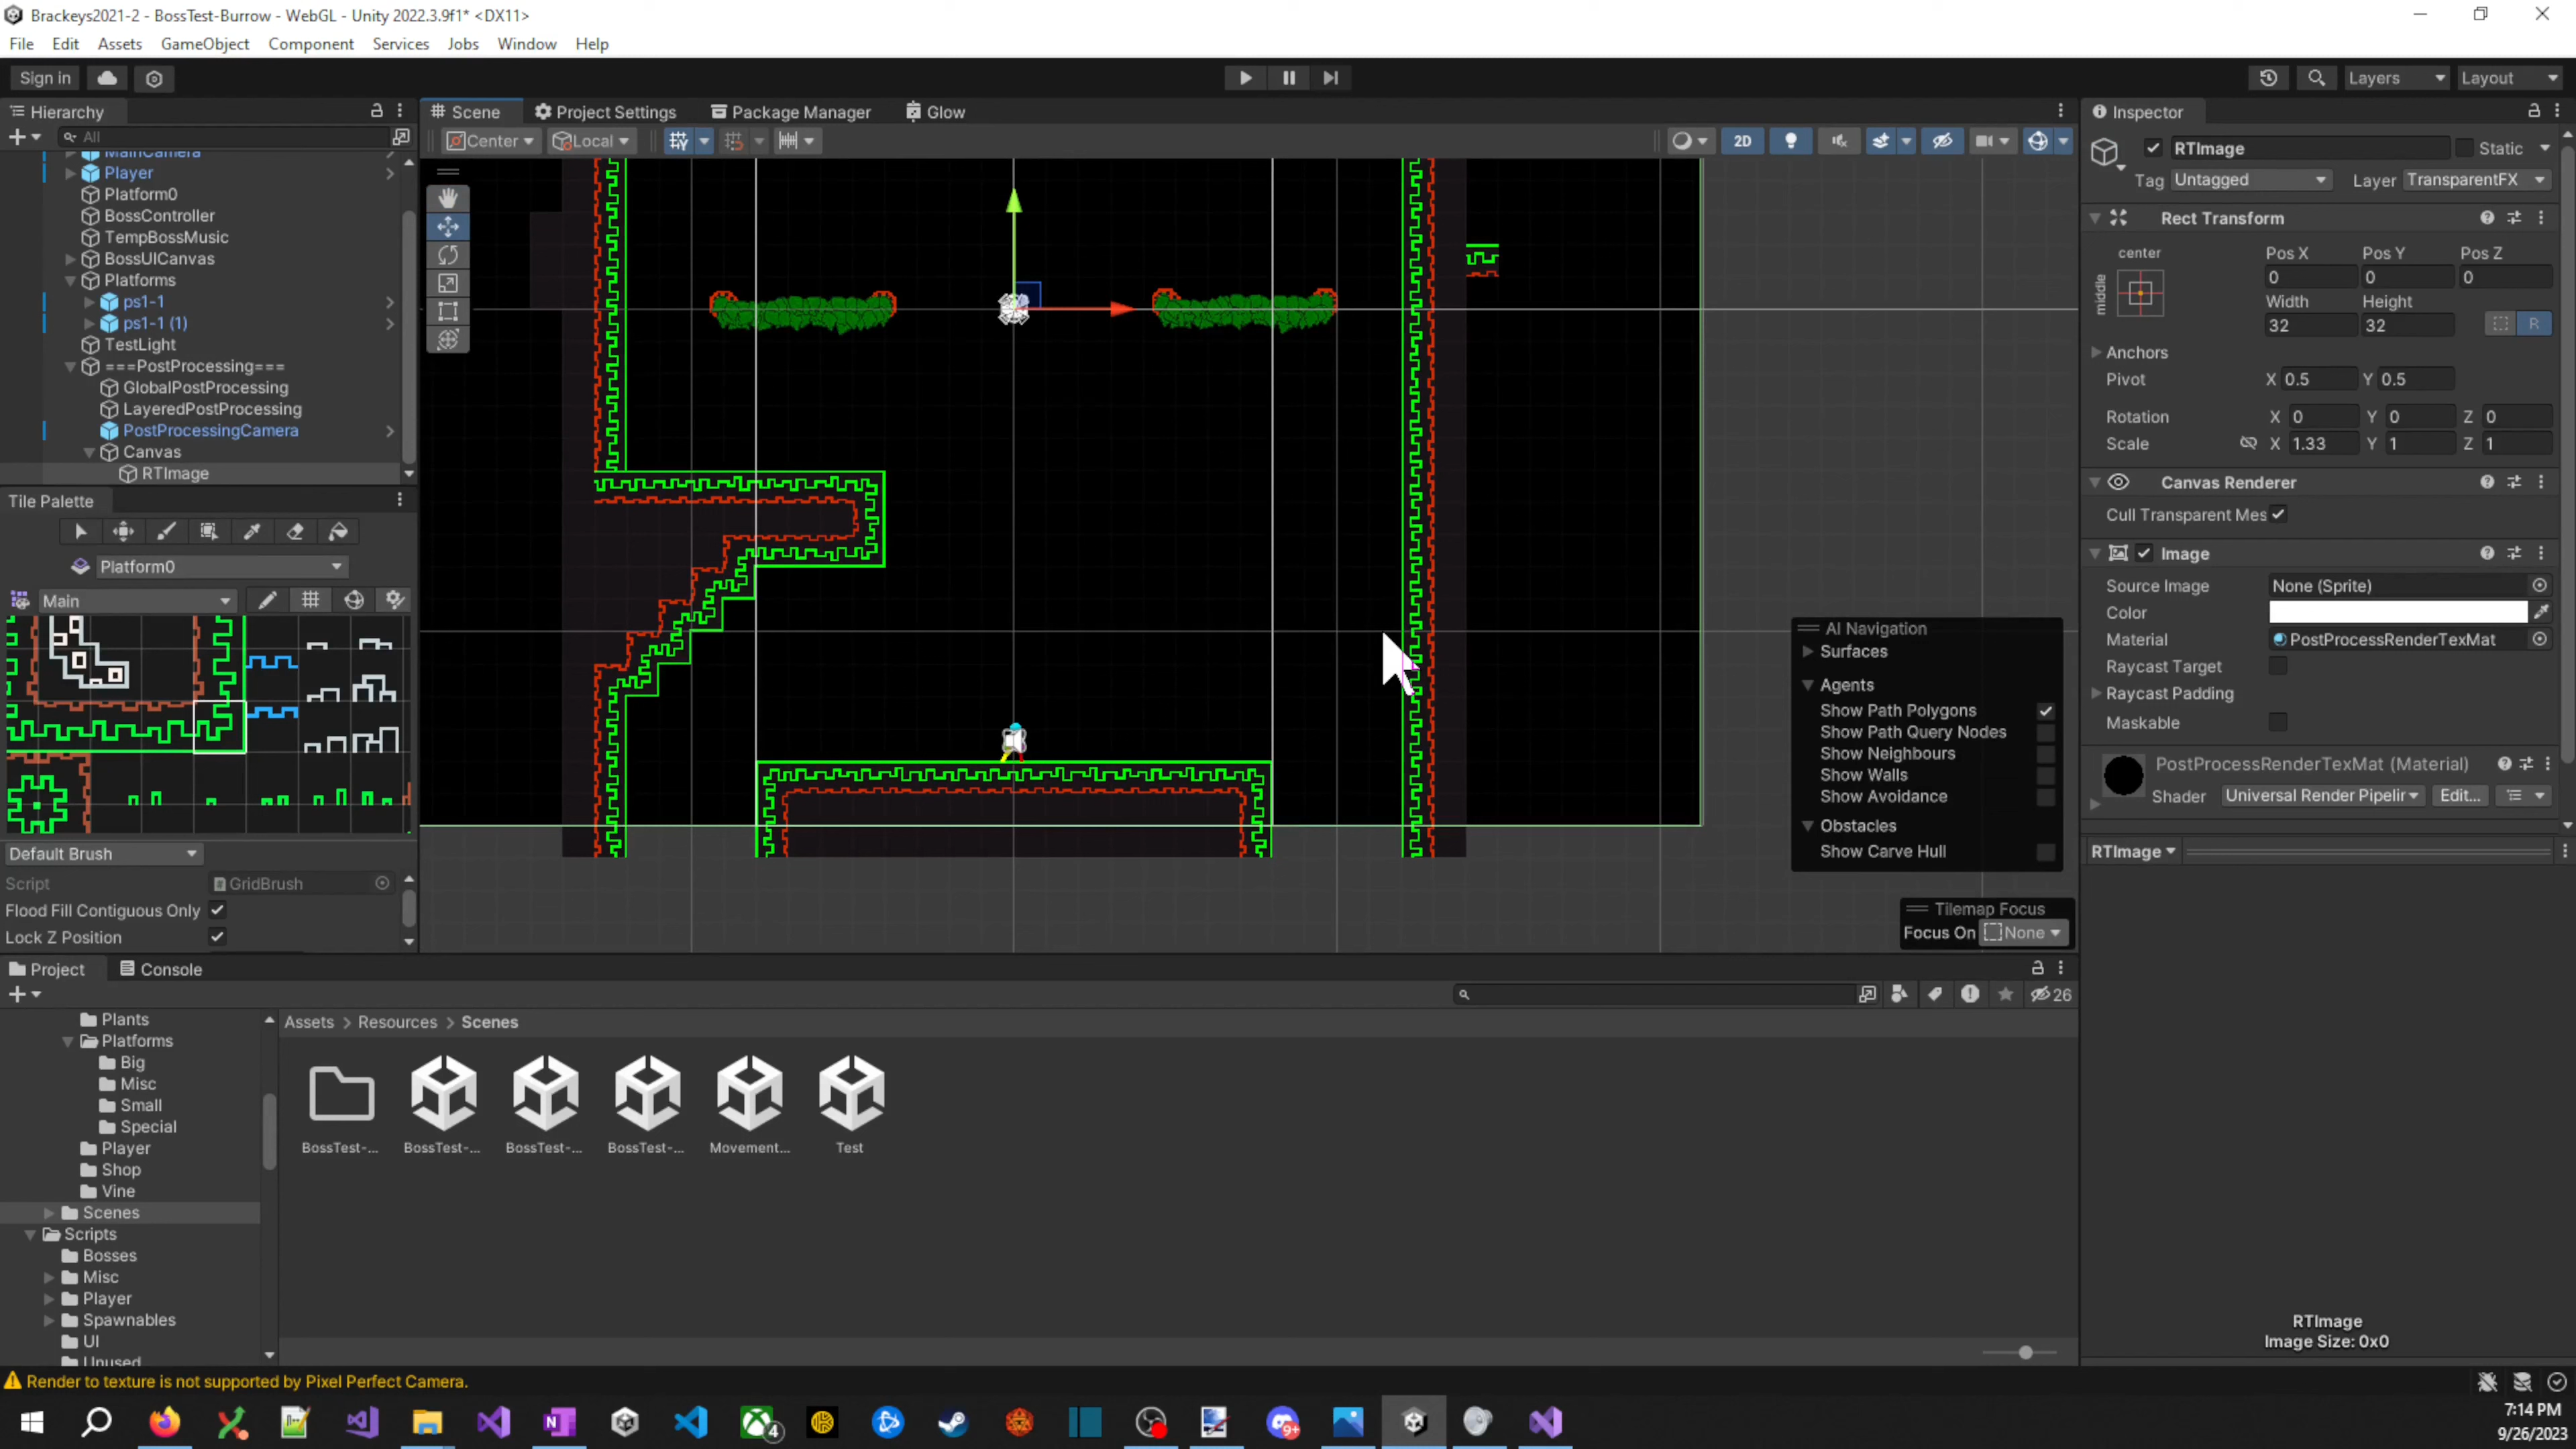 Brackeys2021-2 - BossTest-Burrow - WebGL - Unity 2022.3.9f1* <DX11>
File Edit Assets GameObject Component Services Jobs Window Help
Sign in
Layers Layout
Hierarchy
All
MainCamera
Player
Platform0
BossController
TempBossMusic
BossUICanvas
Platforms
ps1-1
ps1-1 (1)
TestLight
===PostProcessing===
GlobalPostProcessing
LayeredPostProcessing
PostProcessingCamera
Canvas
RTImage
Tile Palette
Platform0
Main
Default Brush
Script GridBrush
Flood Fill Contiguous Only
Lock Z Position
Scene Project Settings Package Manager Glow
Center Local
2D
AI Navigation
Surfaces
Agents
Show Path Polygons
Show Path Query Nodes
Show Neighbours
Show Walls
Show Avoidance
Obstacles
Show Carve Hull
Tilemap Focus
Focus On None
Inspector
RTImage Static
Tag Untagged Layer TransparentFX
Rect Transform
center
middle
Pos X Pos Y Pos Z
0 0 0
Width Height
32 32
R
Anchors
Pivot X 0.5 Y 0.5
Rotation X 0 Y 0 Z 0
Scale X 1.33 Y 1 Z 1
Canvas Renderer
Cull Transparent Mes
Image
Source Image None (Sprite)
Color
Material PostProcessRenderTexMat
Raycast Target
Raycast Padding
Maskable
PostProcessRenderTexMat (Material)
Shader Universal Render Pipelir Edit...
RTImage
RTImage
Image Size: 0x0
Project Console
26
Plants
Platforms
Big
Misc
Small
Special
Player
Shop
Vine
Scenes
Scripts
Bosses
Misc
Player
Spawnables
UI
Unused
Assets > Resources > Scenes
BossTest-... BossTest-... BossTest-... BossTest-... Movement... Test
Render to texture is not supported by Pixel Perfect Camera.
4
9+
7:14 PM
9/26/2023